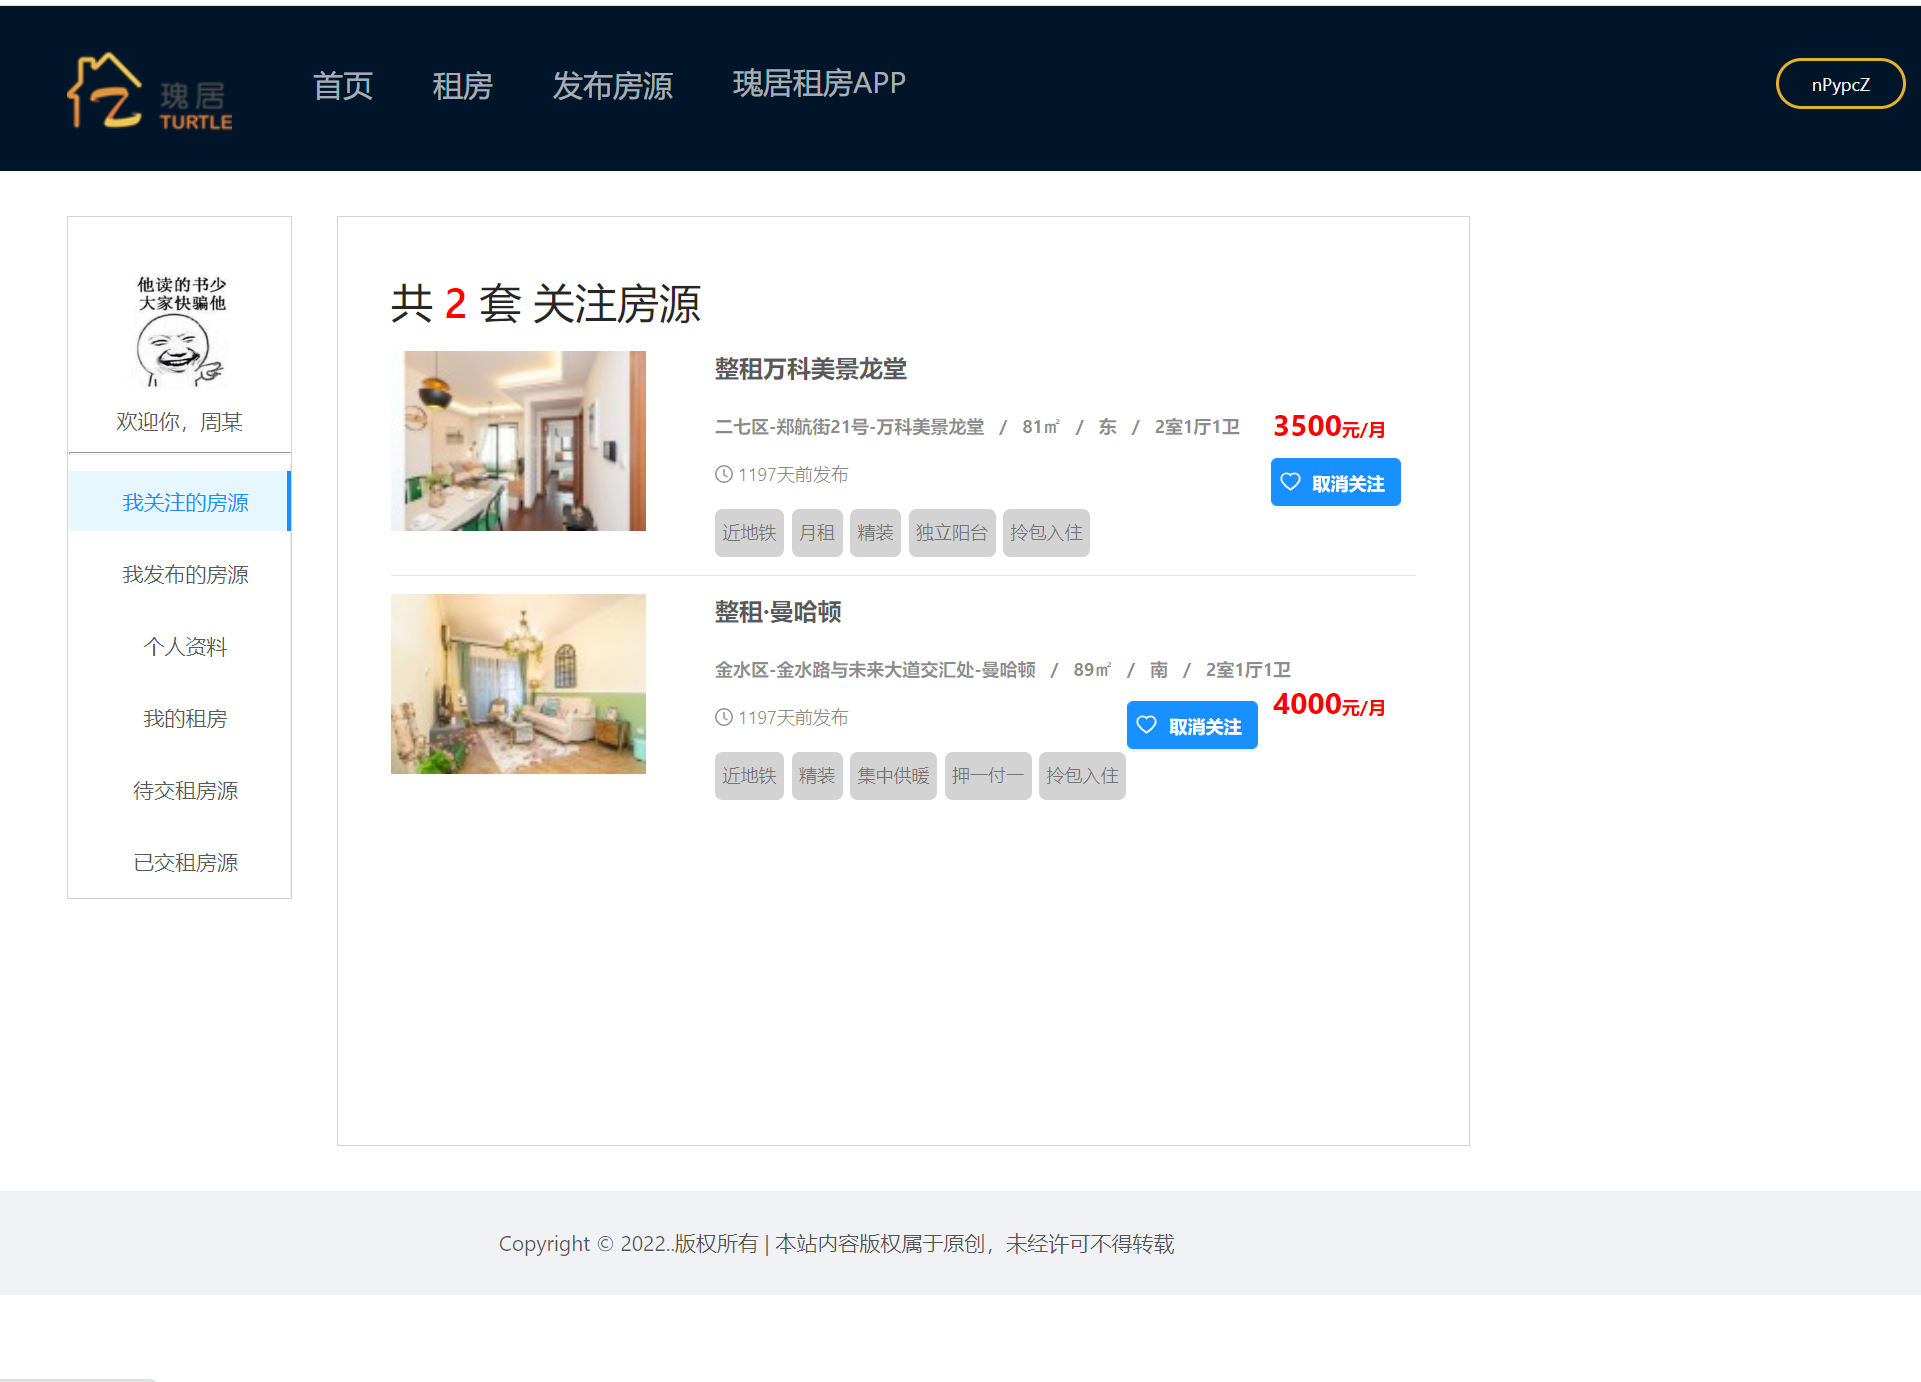 瑰居
TURTLE
首页 租房 发布房源 瑰居租房APP
nPypcZ
他读的书少
大家快骗他
欢迎你，周某
我关注的房源
我发布的房源
个人资料
我的租房
待交租房源
已交租房源
共 2 套 关注房源
整租万科美景龙堂
二七区-郑航街21号-万科美景龙堂 / 81㎡ / 东 / 2室1厅1卫
3500元/月
1197天前发布
取消关注
近地铁 月租 精装 独立阳台 拎包入住
整租·曼哈顿
金水区-金水路与未来大道交汇处-曼哈顿 / 89㎡ / 南 / 2室1厅1卫
4000元/月
1197天前发布
取消关注
近地铁 精装 集中供暖 押一付一 拎包入住
Copyright © 2022..版权所有 | 本站内容版权属于原创，未经许可不得转载